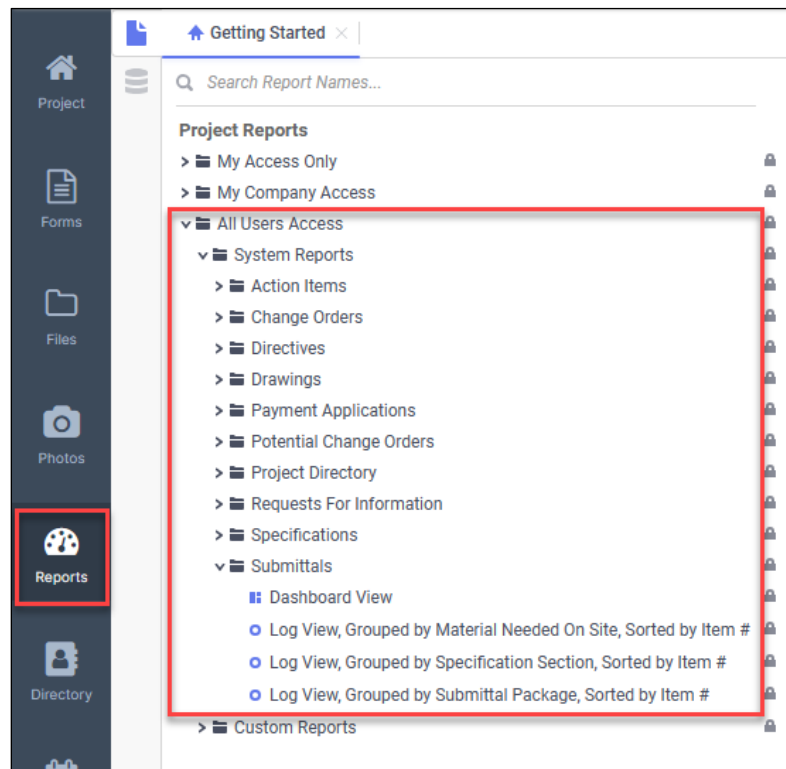 Project
Forms
Files
Photos
Reports
Directory
Getting Started
Search Report Names...
Project Reports
My Access Only
My Company Access
All Users Access
System Reports
Action Items
Change Orders
Directives
Drawings
Payment Applications
Potential Change Orders
Project Directory
Requests For Information
Specifications
Submittals
Dashboard View
Log View, Grouped by Material Needed On Site, Sorted by Item #
Log View, Grouped by Specification Section, Sorted by Item #
Log View, Grouped by Submittal Package, Sorted by Item #
Custom Reports